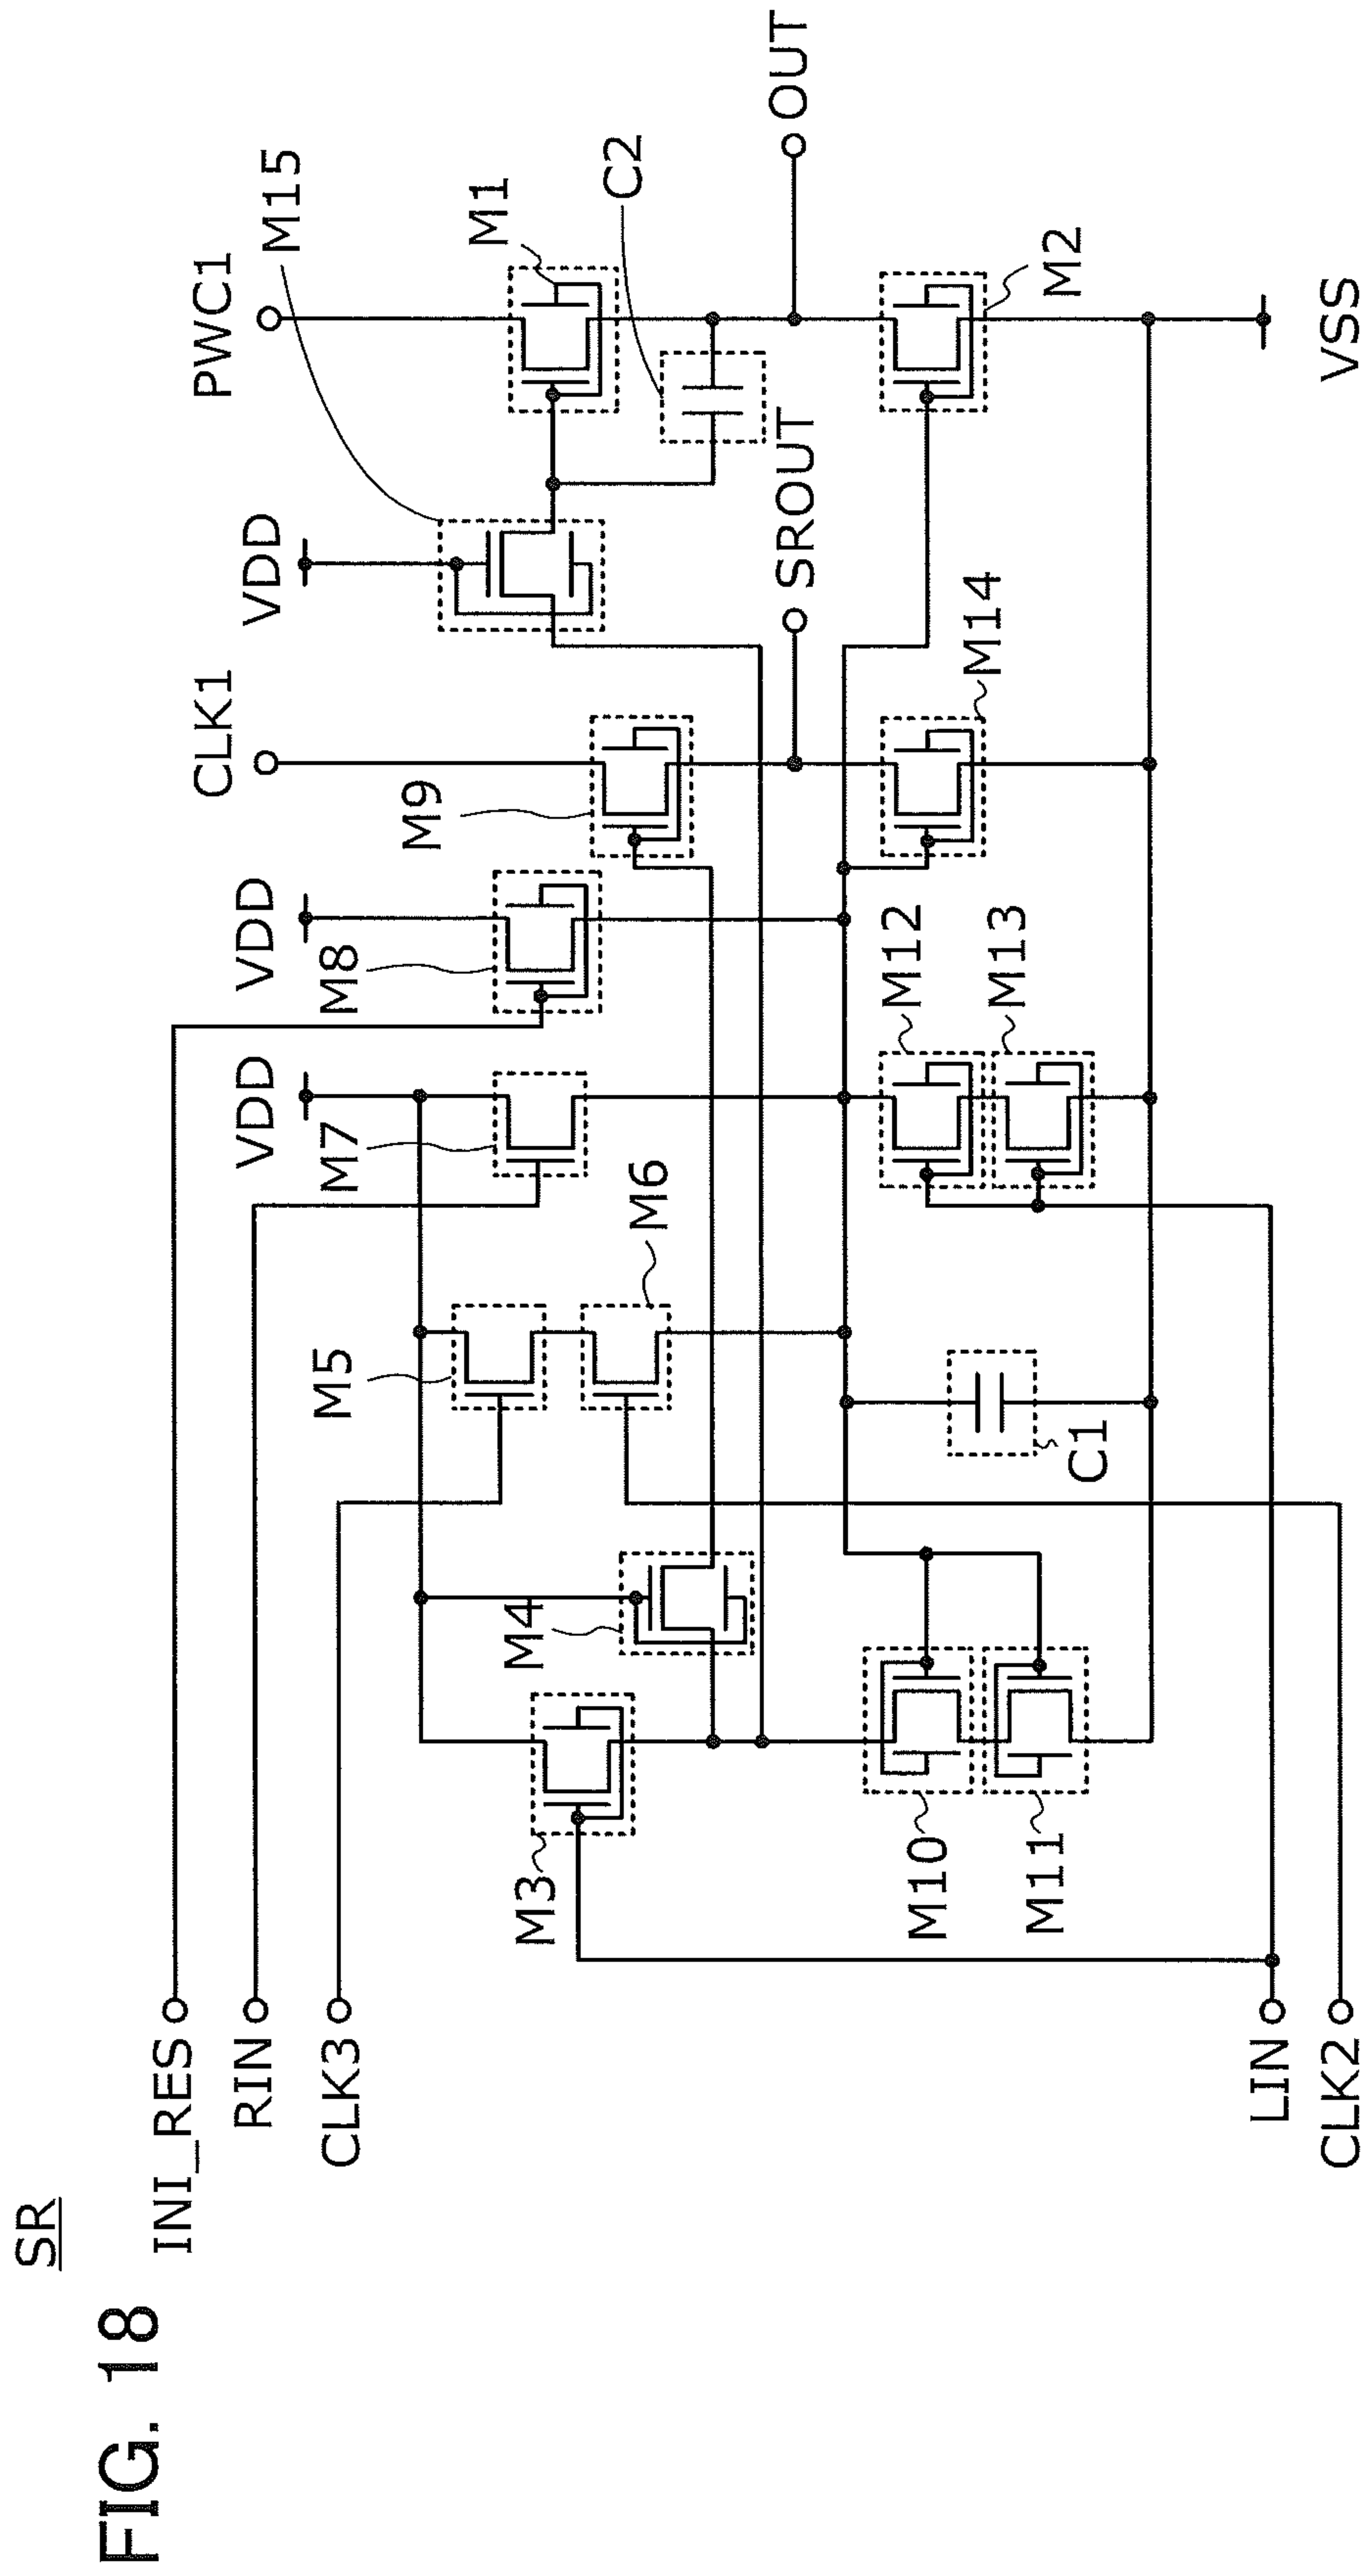 FIG. 18
SR
INI_RES
RIN
CLK3
LIN
CLK2
M3
M4
M5
M6
M7
VDD
M8
VDD
M9
CLK1
VDD
M15
PWC1
M1
C2
OUT
SROUT
M2
M14
M12
M13
C1
M10
M11
VSS